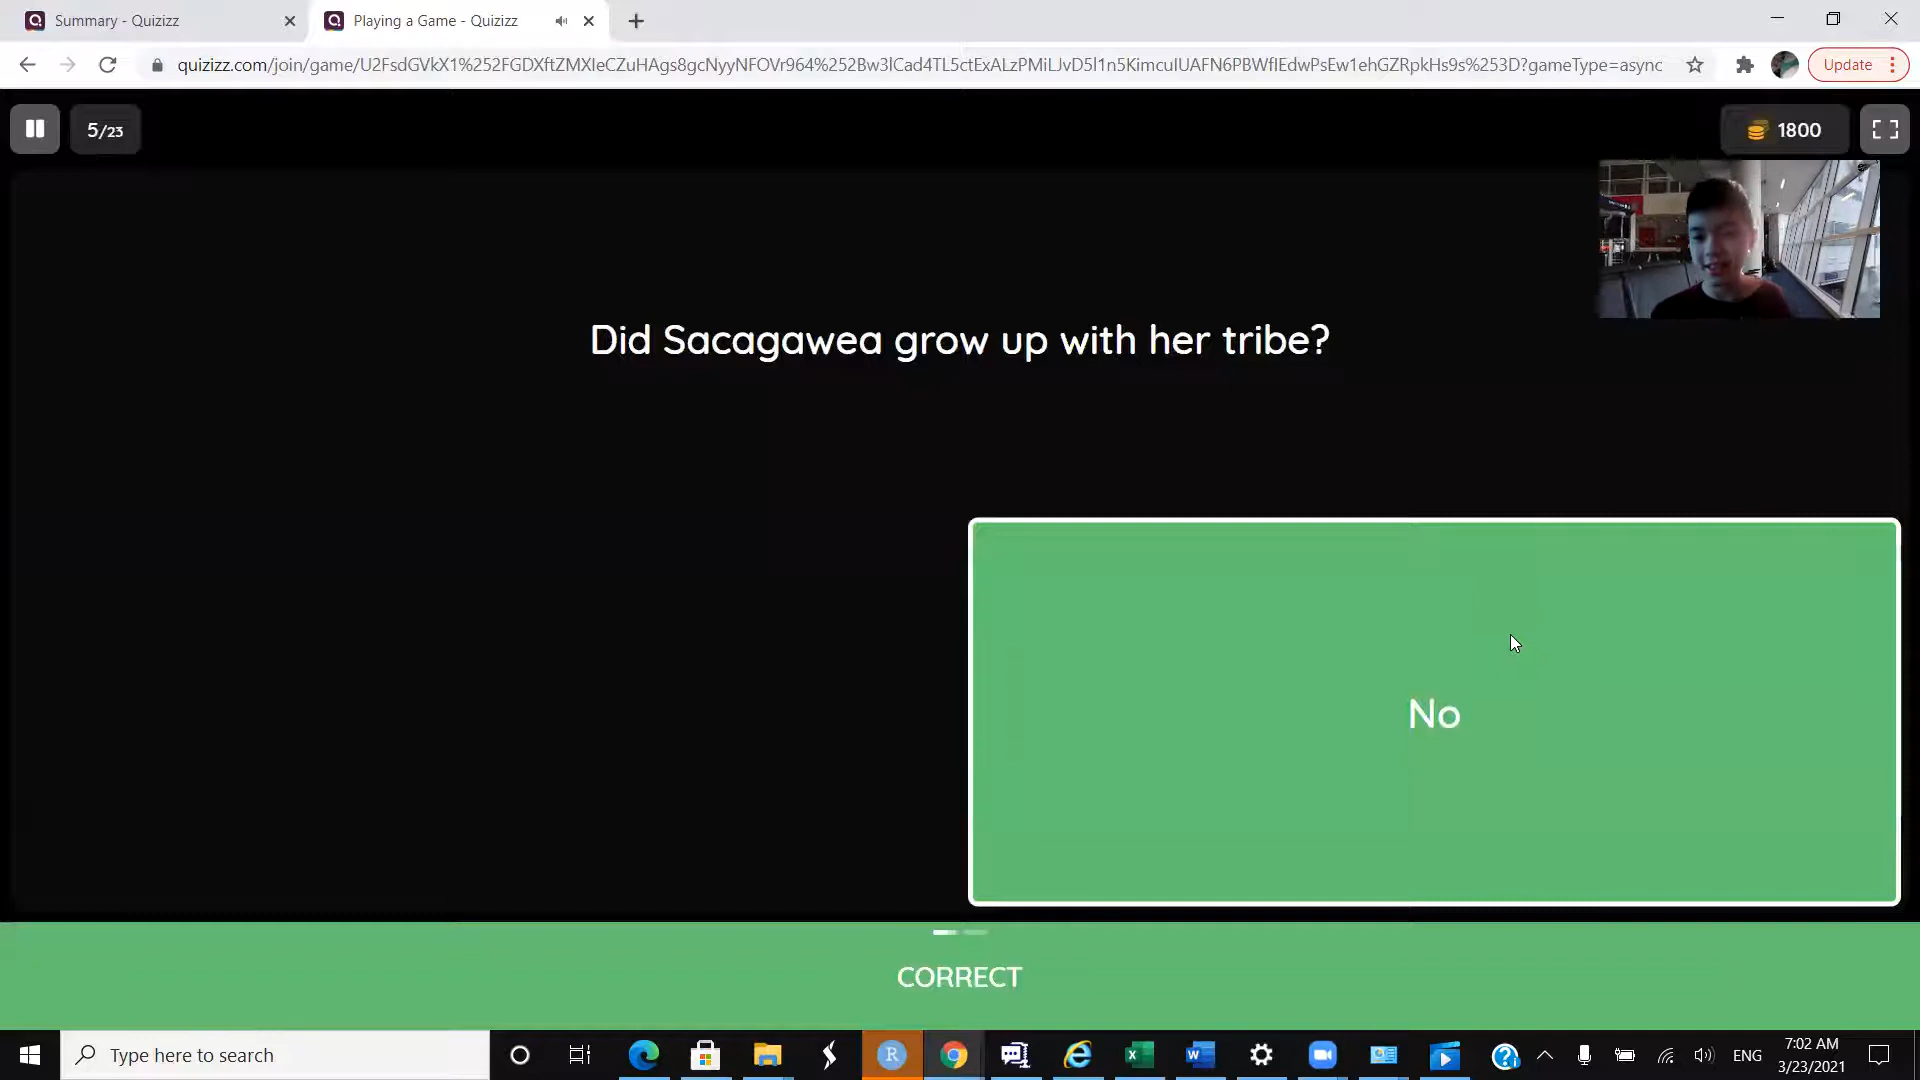 Summary - Quizizz
Playing a Game - Quizizz
quizizz.com/join/game/U2FsdGVkX1%252FGDXftZMXIeCZuHAgs8gcNyyNFOVr964%252Bw3lCad4TL5ctExALzPMiLJvD5l1n5KimcuIUAFN6PBWfIEdwPsEw1ehGZRpkHs9s%253D?gameType=async
Update
5/23
1800
Did Sacagawea grow up with her tribe?
No
CORRECT
Type here to search
R
ENG
7:02 AM
3/23/2021